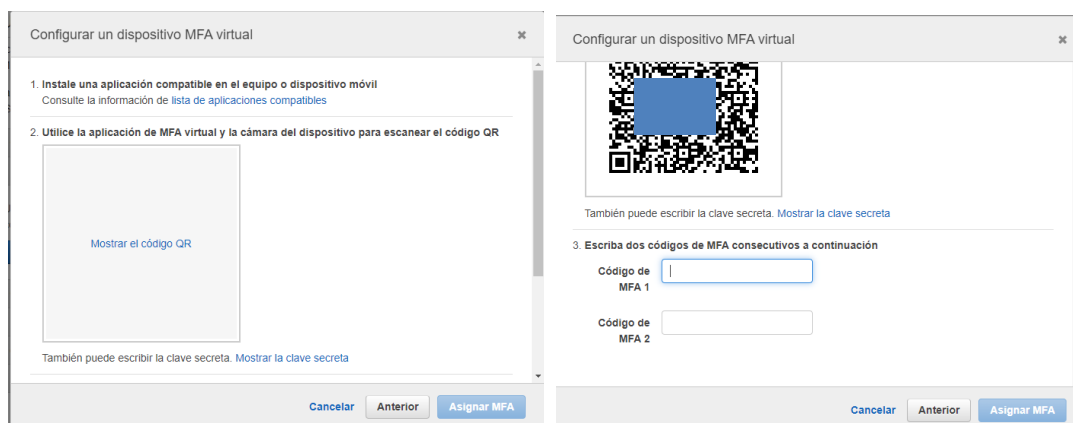 Configurar un dispositivo MFA virtual
1. Instale una aplicación compatible en el equipo o dispositivo móvil
Consulte la información de lista de aplicaciones compatibles
2. Utilice la aplicación de MFA virtual y la cámara del dispositivo para escanear el código QR
Mostrar el código QR
También puede escribir la clave secreta. Mostrar la clave secreta
Cancelar Anterior Asignar MFA
Configurar un dispositivo MFA virtual
También puede escribir la clave secreta. Mostrar la clave secreta
3. Escriba dos códigos de MFA consecutivos a continuación
Código de
MFA 1
Código de
MFA 2
Cancelar Anterior Asignar MFA